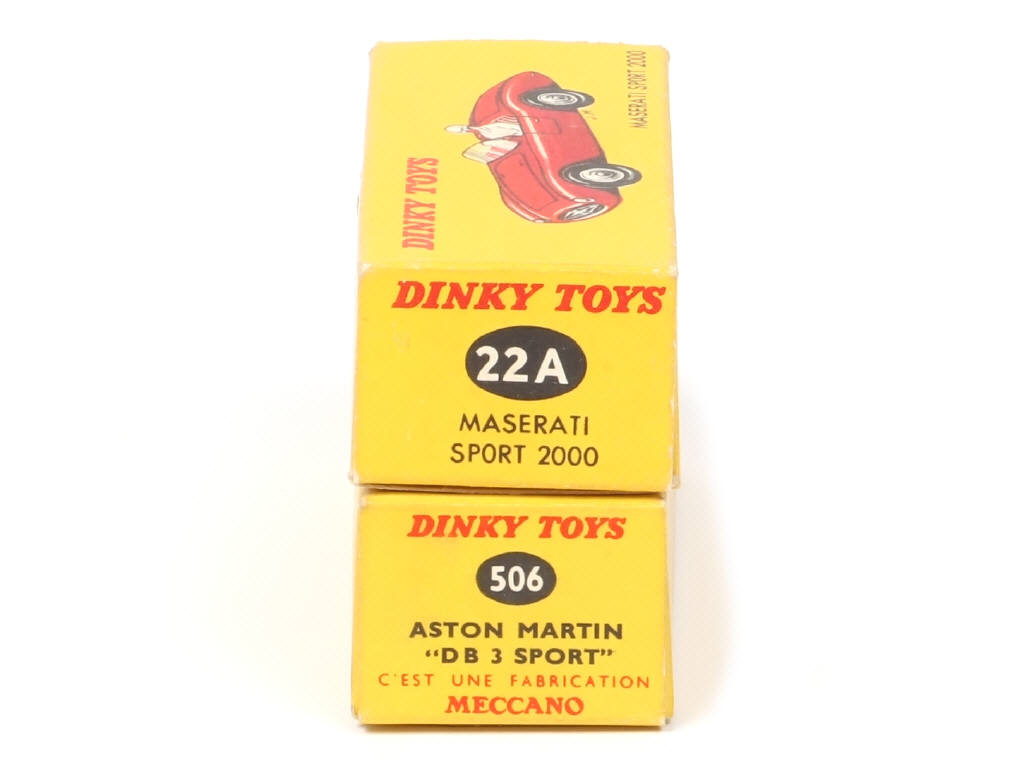 MASERATI SPORT 2000
DINKY TOYS
DINKY TOYS
22A
MASERATI
SPORT 2000
DINKY TOYS
506
ASTON MARTIN
"DB 3 SPORT"
C'EST UNE FABRICATION
MECCANO